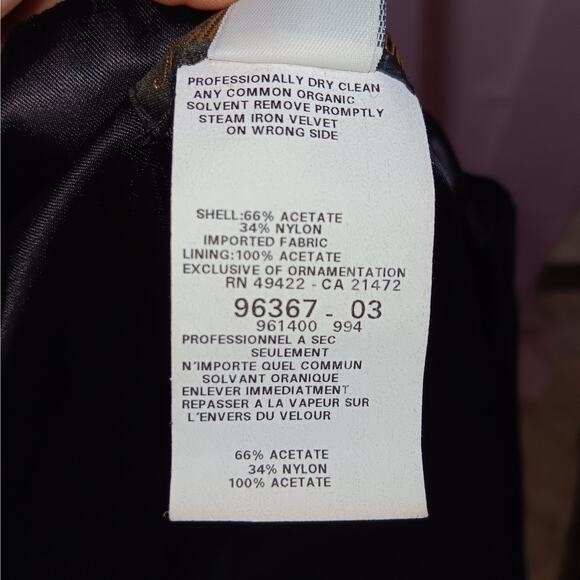 PROFESSIONALLY DRY CLEAN
ANY COMMON ORGANIC
SOLVENT REMOVE PROMPTLY
STEAM IRON VELVET
ON WRONG SIDE
SHELL:66% ACETATE
34% NYLON
IMPORTED FABRIC
LINING:100% ACETATE
EXCLUSIVE OF ORNAMENTATION
RN 49422 - CA 21472
96367 - 03
961400 994
PROFESSIONNEL A SEC
SEULEMENT
N'IMPORTE QUEL COMMUN
SOLVANT ORANIQUE
ENLEVER IMMEDIATMENT
REPASSER A LA VAPEUR SUR
L'ENVERS DU VELOUR
66% ACETATE
34% NYLON
100% ACETATE